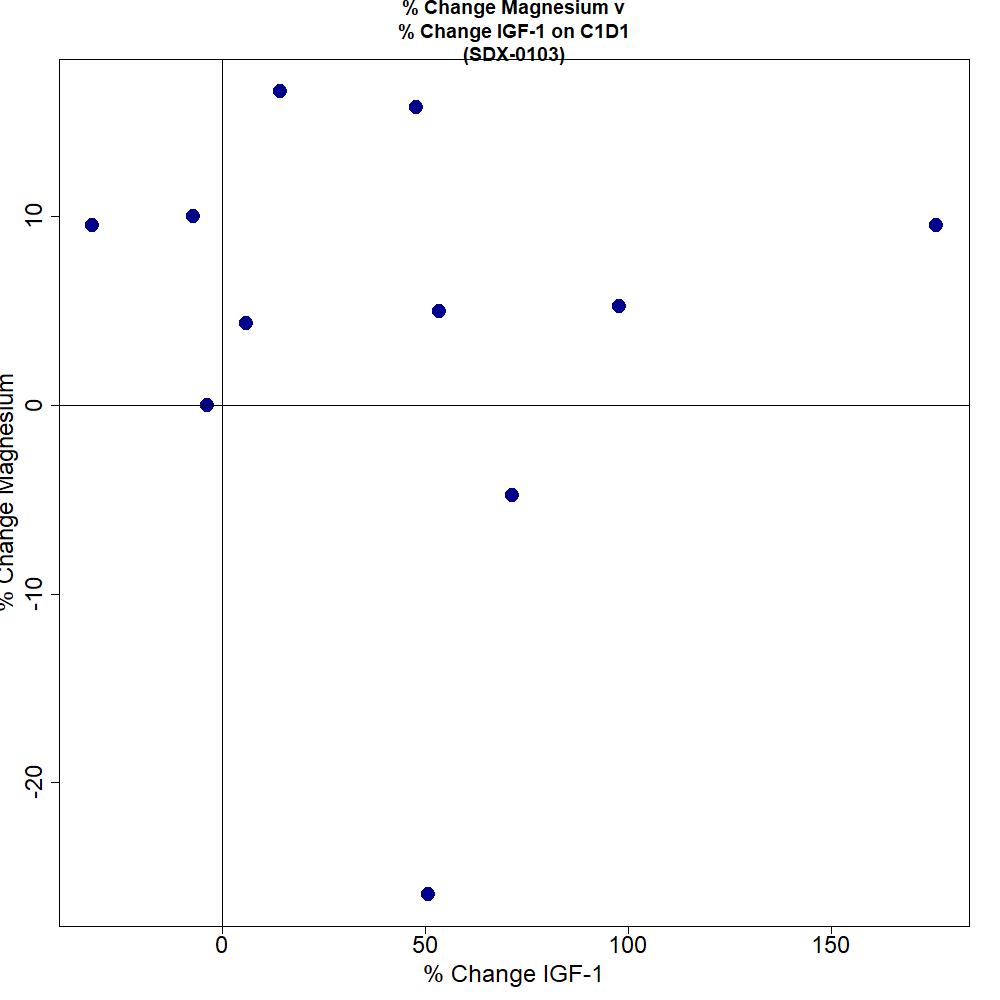 % Change Magnesium v
% Change IGF-1 on C1D1
(SDX-0103)
% Change Magnesium
10
0
-10
-20
0
50
100
150
% Change IGF-1